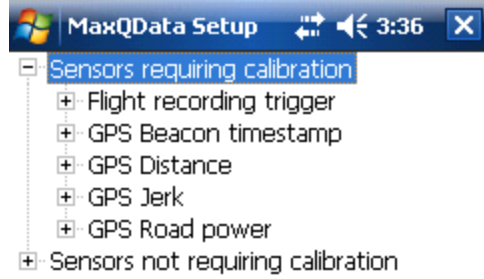 MaxQData Setup 3:36
Sensors requiring calibration
Flight recording trigger
GPS Beacon timestamp
GPS Distance
GPS Jerk
GPS Road power
Sensors not requiring calibration